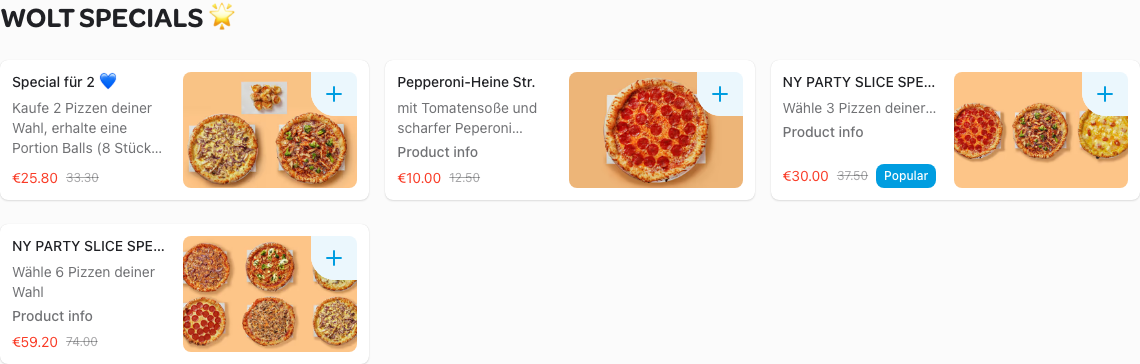 WOLT SPECIALS 🌟
Special für 2 💙
Kaufe 2 Pizzen deiner
Wahl, erhalte eine
Portion Balls (8 Stück...
€25.80 33.30
Pepperoni-Heine Str.
mit Tomatensoße und
scharfer Peperoni...
Product info
€10.00 12.50
NY PARTY SLICE SPE...
Wähle 3 Pizzen deiner...
Product info
€30.00 37.50 Popular
NY PARTY SLICE SPE...
Wähle 6 Pizzen deiner
Wahl
Product info
€59.20 74.00